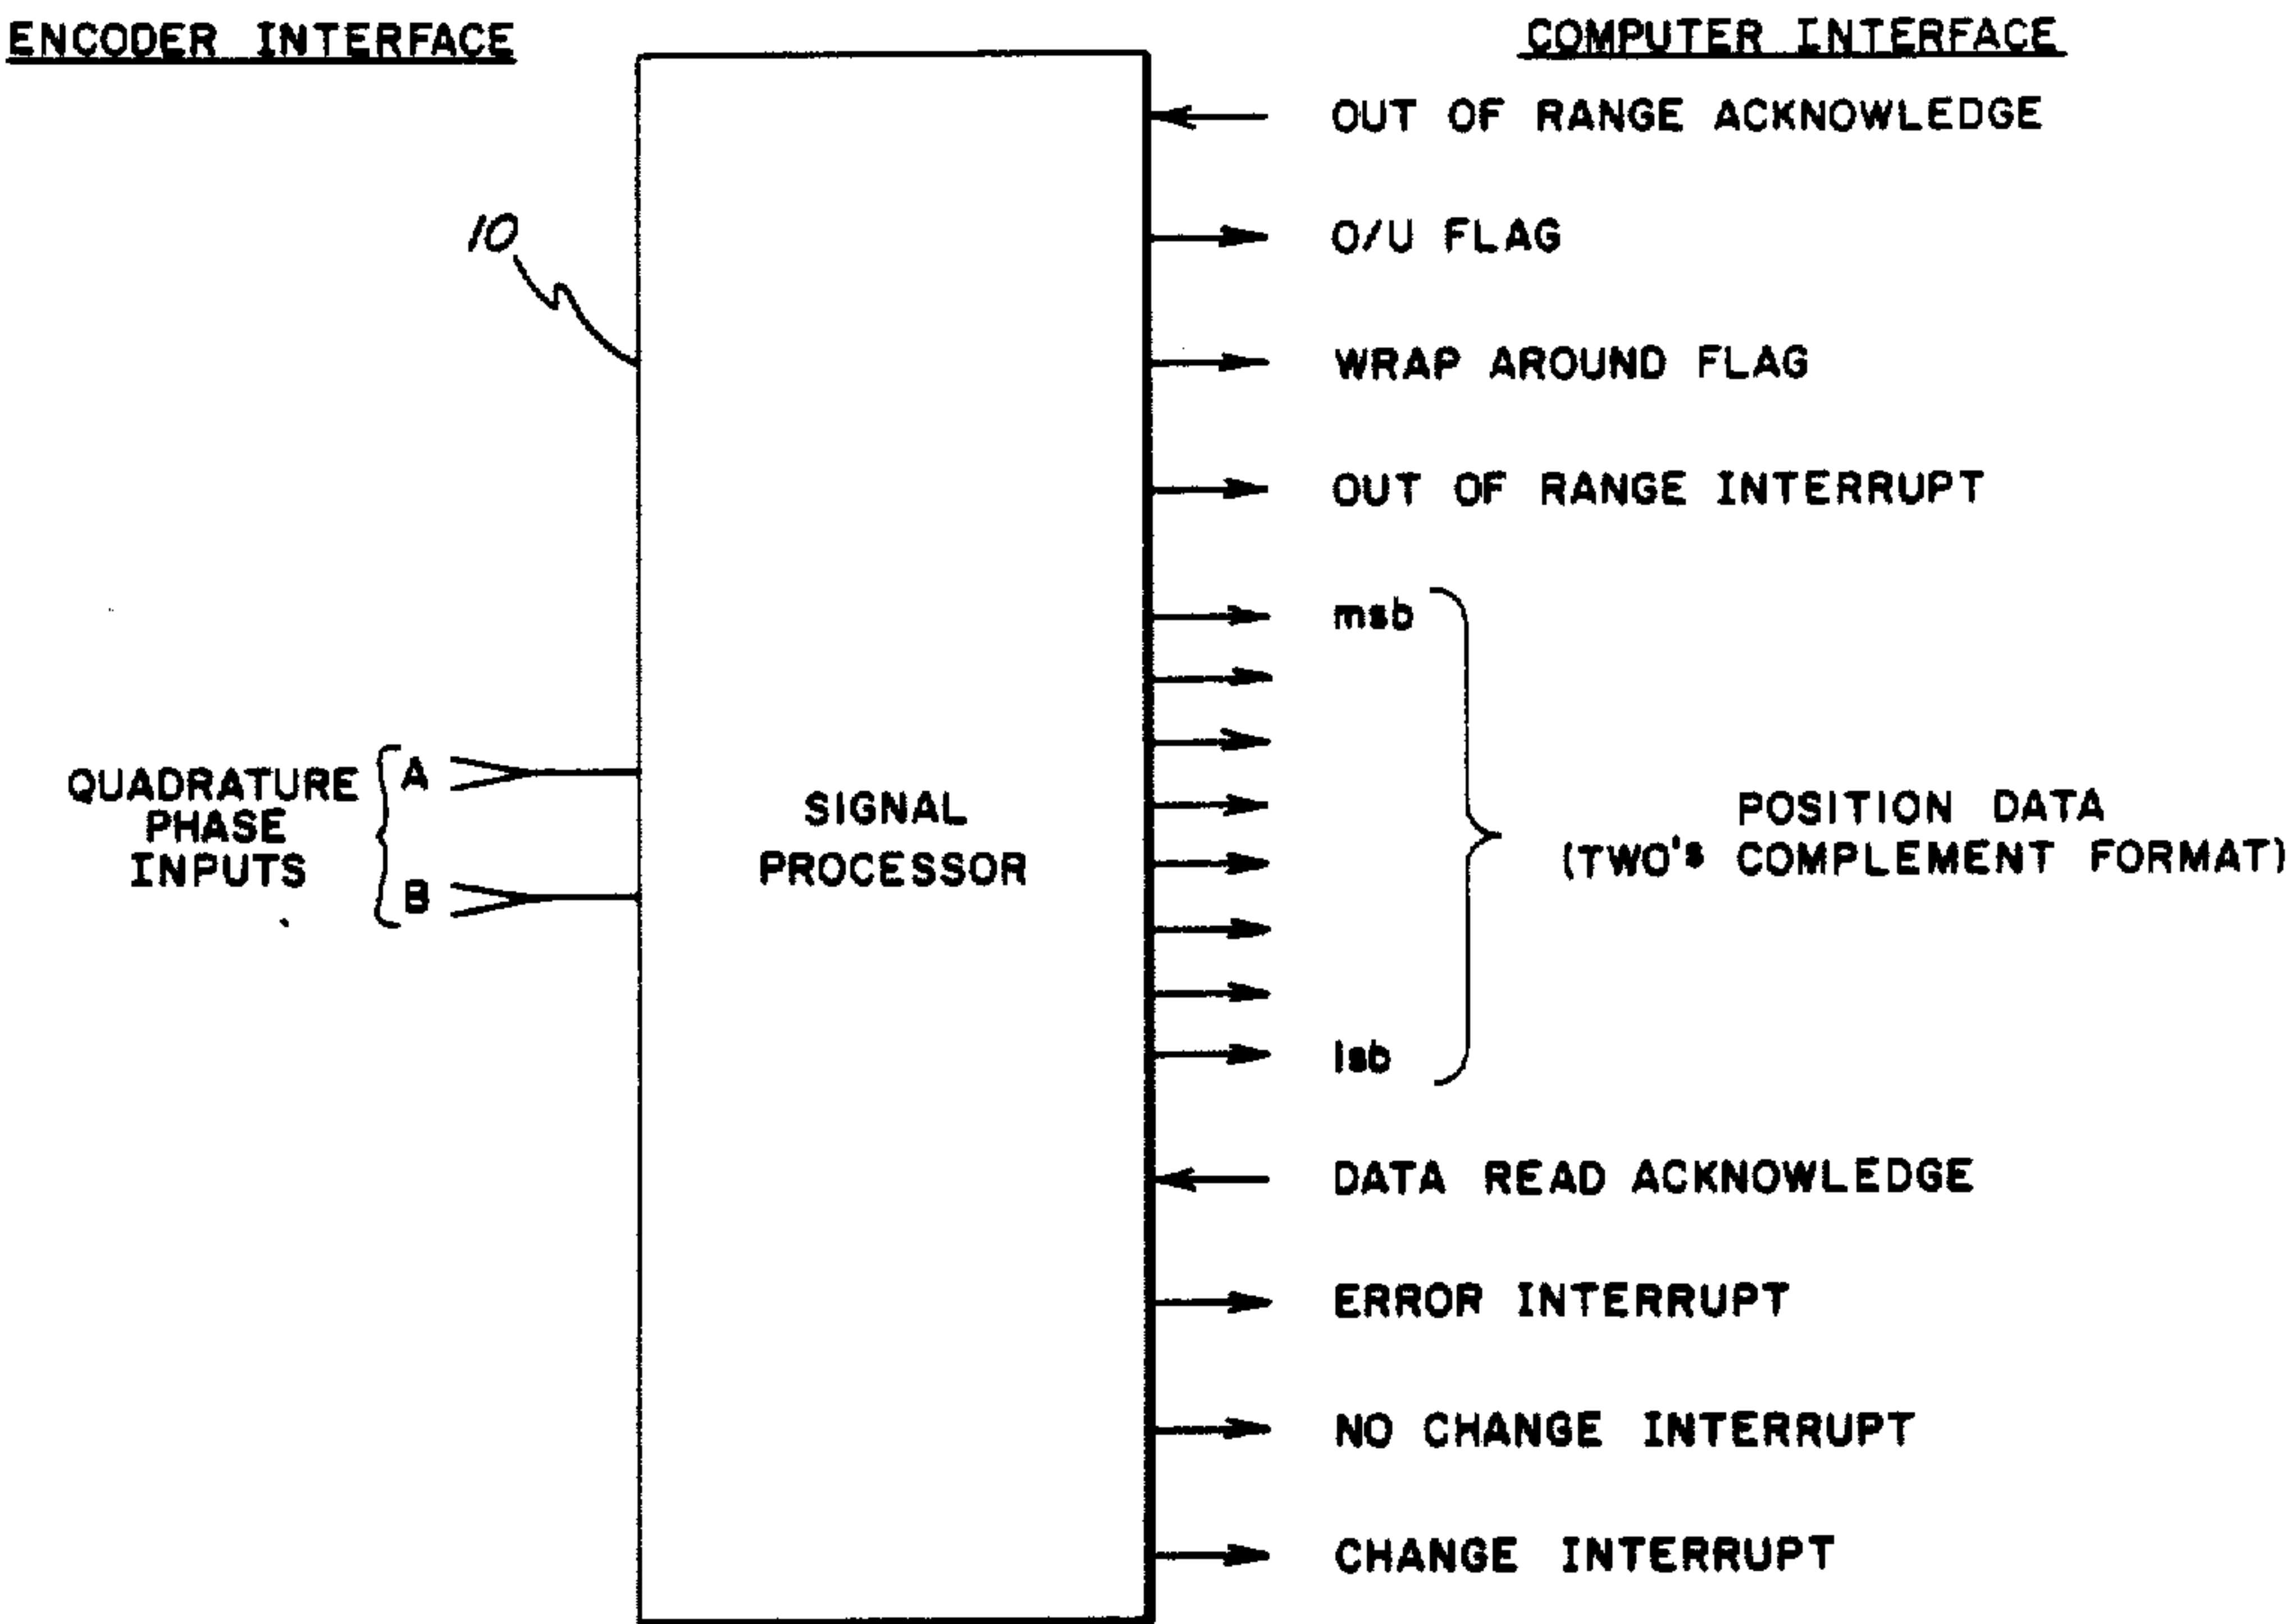 ENCODER INTERFACE
COMPUTER INTERFACE
OUT OF RANGE ACKNOWLEDGE
10
O/U FLAG
WRAP AROUND FLAG
OUT OF RANGE INTERRUPT
msb
QUADRATURE
PHASE
INPUTS
A
B
SIGNAL
PROCESSOR
POSITION DATA
(TWO's COMPLEMENT FORMAT)
lsb
DATA READ ACKNOWLEDGE
ERROR INTERRUPT
NO CHANGE INTERRUPT
CHANGE INTERRUPT